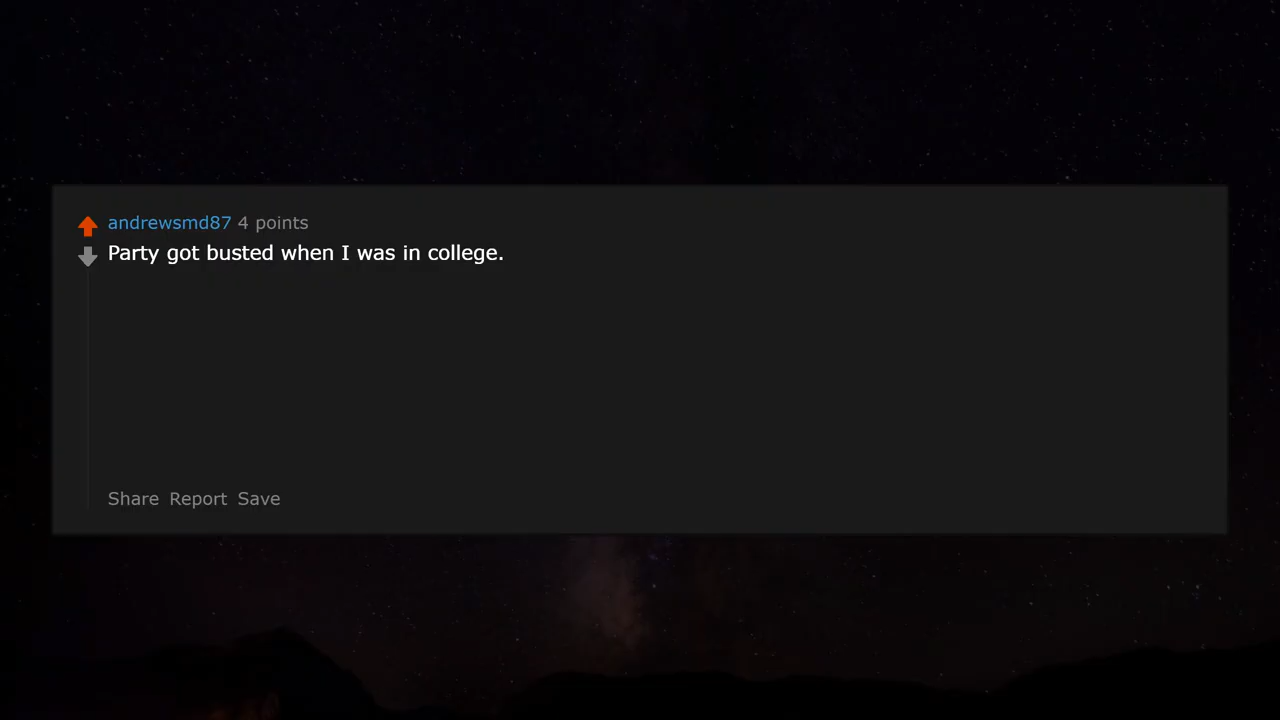 andrewsmd87 4 points
Party got busted when I was in college.
Share Report Save